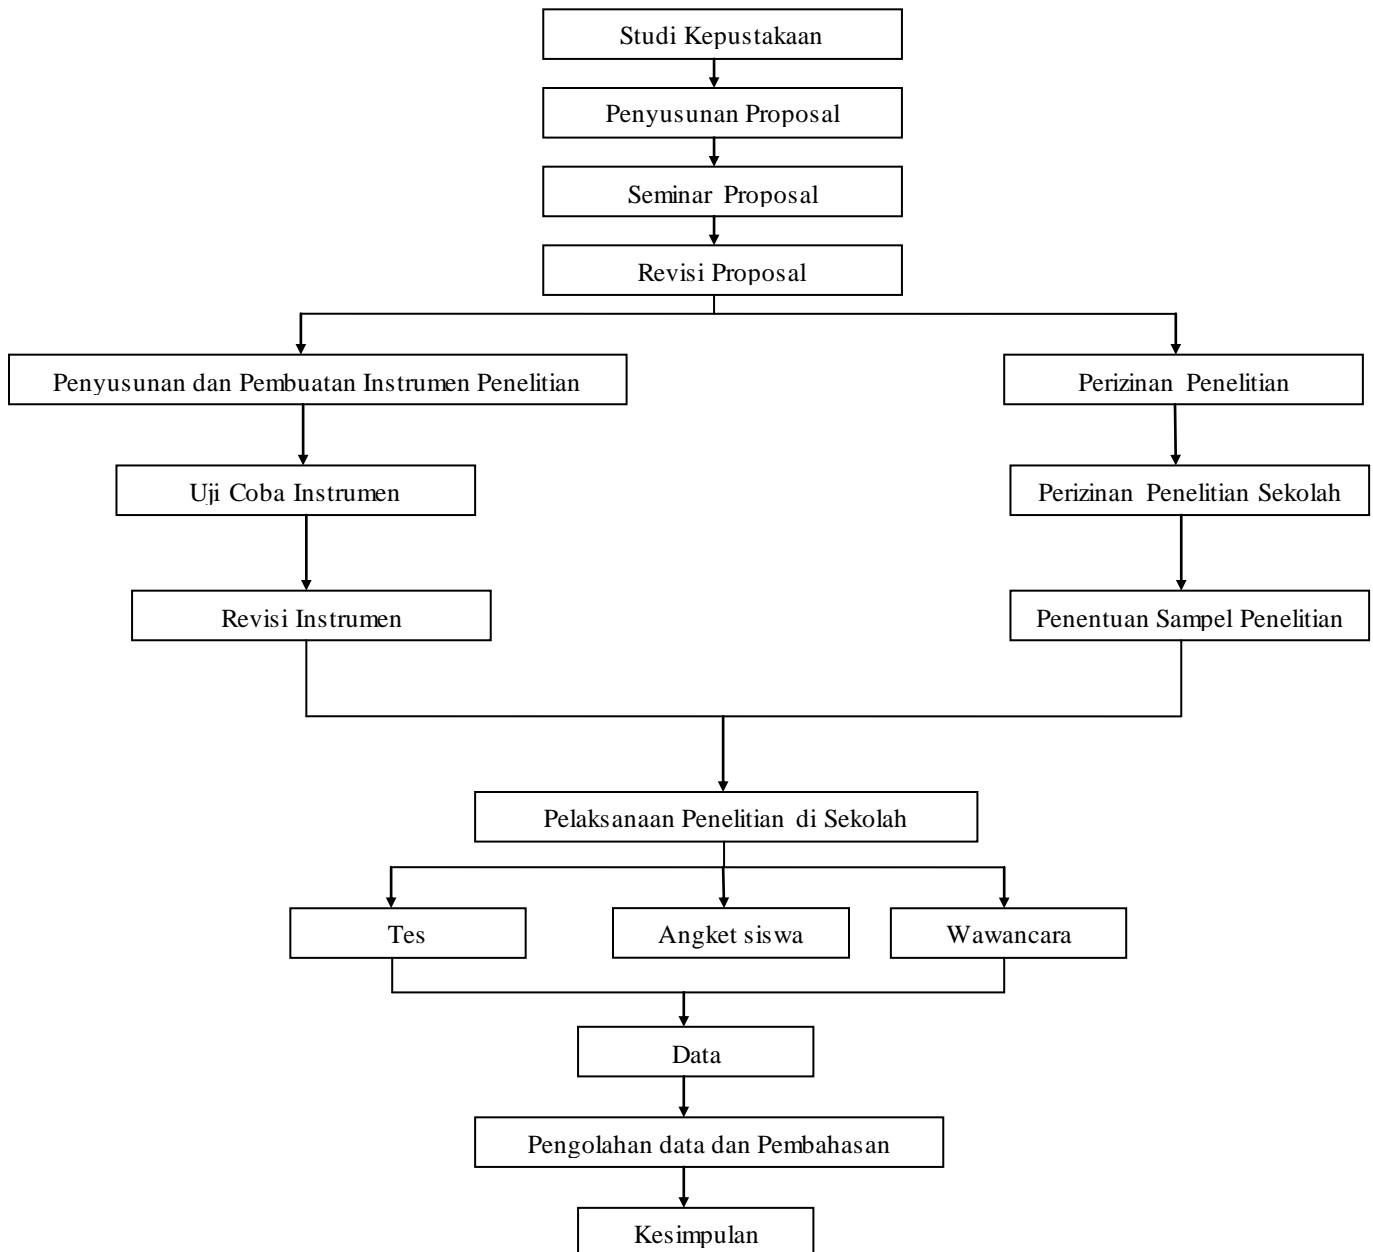 Studi Kepustakaan
Penyusunan Proposal
Seminar Proposal
Revisi Proposal
Penyusunan dan Pembuatan Instrumen Penelitian
Perizinan Penelitian
Uji Coba Instrumen
Perizinan Penelitian Sekolah
Revisi Instrumen
Penentuan Sampel Penelitian
Pelaksanaan Penelitian di Sekolah
Tes
Angket siswa
Wawancara
Data
Pengolahan data dan Pembahasan
Kesimpulan